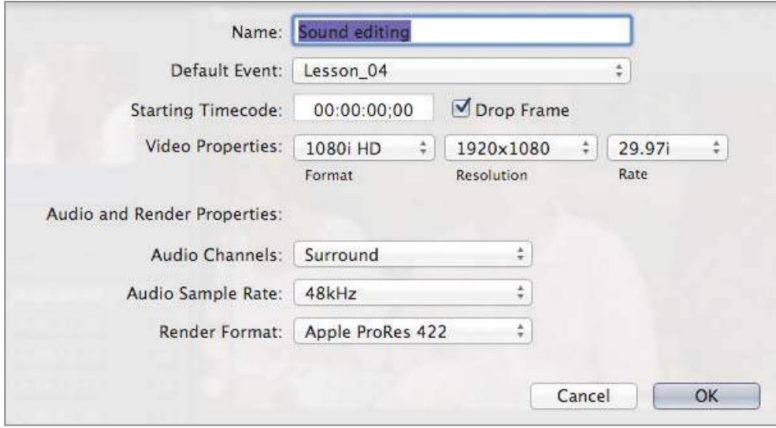 Name: Sound editing
Default Event: Lesson_04
Starting Timecode: 00:00:00;00 Drop Frame
Video Properties: 1080i HD 1920x1080 29.97i
Format Resolution Rate
Audio and Render Properties:
Audio Channels: Surround
Audio Sample Rate: 48kHz
Render Format: Apple ProRes 422
Cancel OK